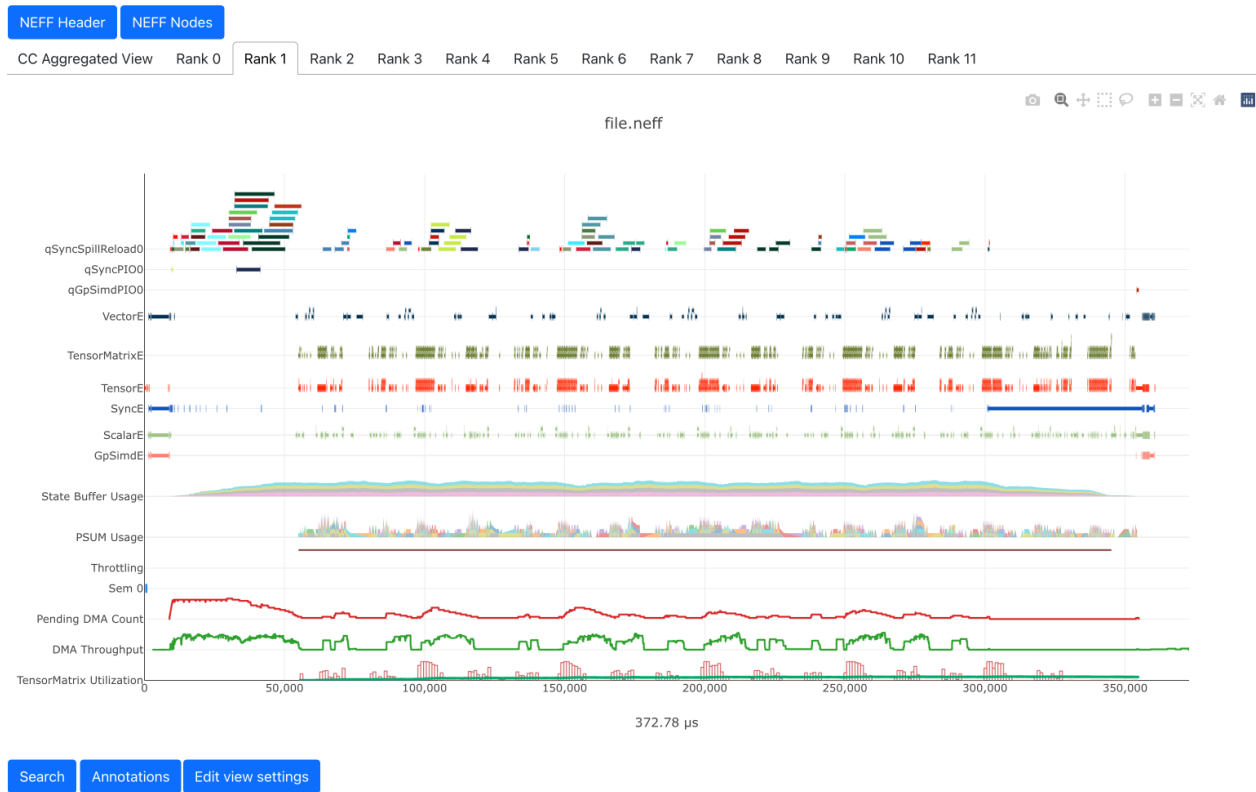 NEFF Header NEFF Nodes
CC Aggregated View Rank 0 Rank 1 Rank 2 Rank 3 Rank 4 Rank 5 Rank 6 Rank 7 Rank 8 Rank 9 Rank 10 Rank 11
file.neff
qSyncSpillReload0
qSyncPIO0
qGpSimdPIO0
VectorE
TensorMatrixE
TensorE
SyncE
ScalarE
GpSimdE
State Buffer Usage
PSUM Usage
Throttling
Sem 0
Pending DMA Count
DMA Throughput
TensorMatrix Utilization
0 50,000 100,000 150,000 200,000 250,000 300,000 350,000
372.78 µs
Search Annotations Edit view settings